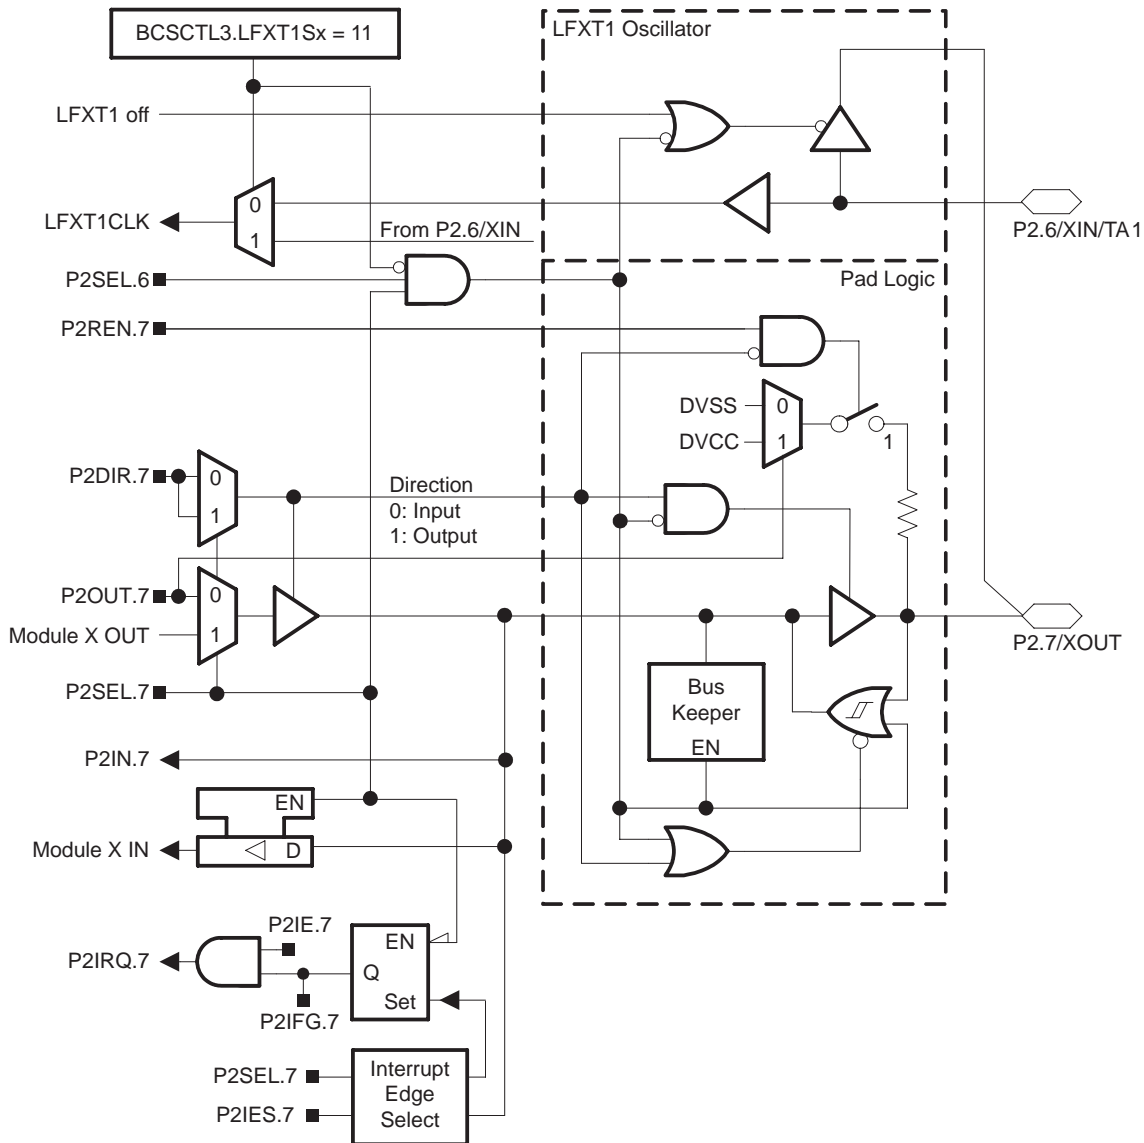 BCSCTL3.LFXT1Sx = 11
LFXT1 Oscillator
LFXT1 off
LFXT1CLK
0
1
From P2.6/XIN
P2.6/XIN/TA1
P2SEL.6
Pad Logic
P2REN.7
DVSS
0
DVCC
1
1
P2DIR.7
0
1
Direction
0: Input
1: Output
P2OUT.7
0
Module X OUT
1
P2.7/XOUT
P2SEL.7
Bus
Keeper
EN
P2IN.7
EN
Module X IN
D
P2IE.7
P2IRQ.7
EN
Q
Set
P2IFG.7
P2SEL.7
P2IES.7
Interrupt
Edge
Select